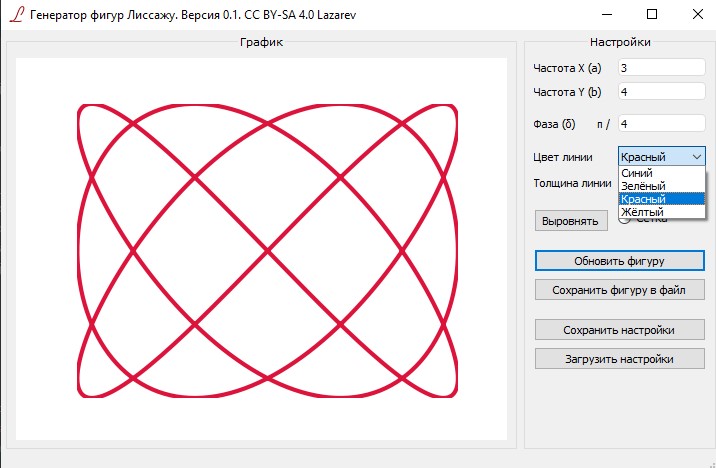 Генератор фигур Лиссажу. Версия 0.1. CC BY-SA 4.0 Lazarev
График
Настройки
Частота X (a) 3
Частота Y (b) 4
Фаза (δ) π / 4
Цвет линии Красный
Синий
Зелёный
Красный
Жёлтый
Толщина линии
Выровнять Сетка
Обновить фигуру
Сохранить фигуру в файл
Сохранить настройки
Загрузить настройки